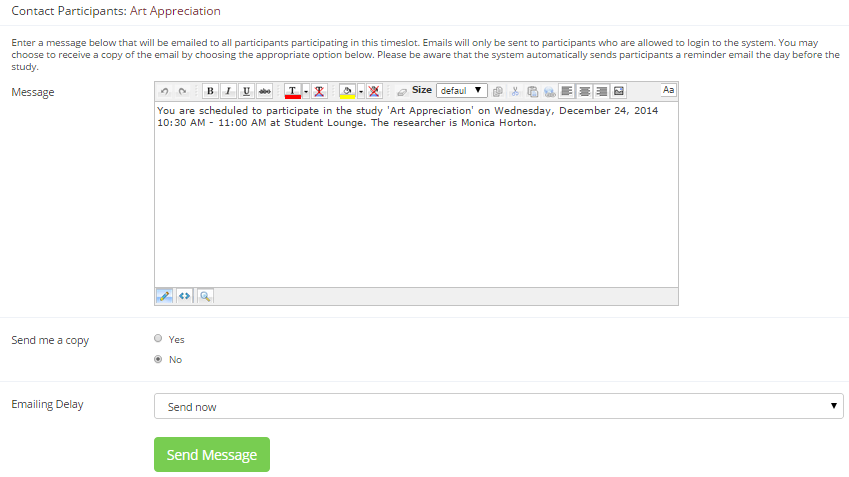 Contact Participants: Art Appreciation
Enter a message below that will be emailed to all participants participating in this timeslot. Emails will only be sent to participants who are allowed to login to the system. You may
choose to receive a copy of the email by choosing the appropriate option below. Please be aware that the system automatically sends participants a reminder email the day before the
study.
Message
B I U abc T T Size defaul Aa
You are scheduled to participate in the study 'Art Appreciation' on Wednesday, December 24, 2014
10:30 AM - 11:00 AM at Student Lounge. The researcher is Monica Horton.
Send me a copy
Yes
No
Emailing Delay
Send now
Send Message